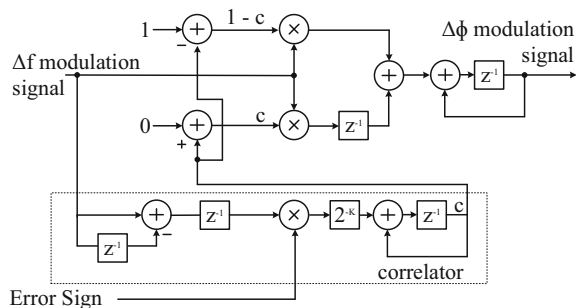 1
1 - c
−
Δf modulation
signal
Δϕ modulation
signal
+
×
+
+
z⁻¹
0
+
c
×
z⁻¹
+
+
−
z⁻¹
×
2⁻ᴷ
+
z⁻¹
c
z⁻¹
correlator
Error Sign